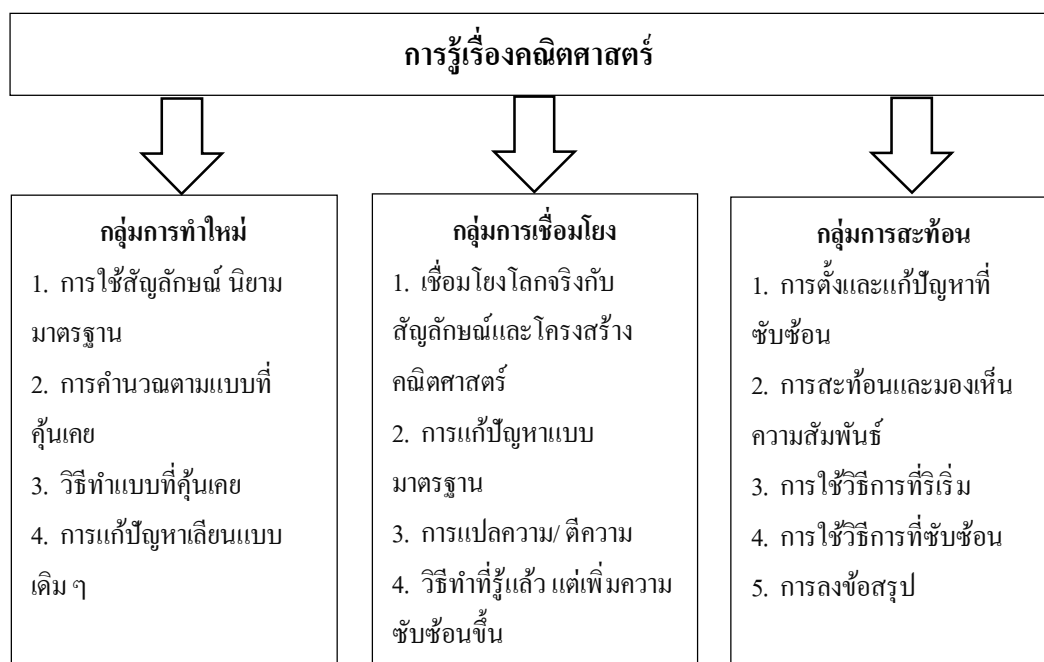 การรู้เรื่องคณิตศาสตร์
กลุ่มการทำใหม่
1. การใช้สัญลักษณ์ นิยาม
มาตรฐาน
2. การคำนวณตามแบบที่
คุ้นเคย
3. วิธีทำแบบที่คุ้นเคย
4. การแก้ปัญหาเลียนแบบ
เดิม ๆ
กลุ่มการเชื่อมโยง
1. เชื่อมโยงโลกจริงกับ
สัญลักษณ์และโครงสร้าง
คณิตศาสตร์
2. การแก้ปัญหาแบบ
มาตรฐาน
3. การแปลความ/ ตีความ
4. วิธีทำที่รู้แล้ว แต่เพิ่มความ
ซับซ้อนขึ้น
กลุ่มการสะท้อน
1. การตั้งและแก้ปัญหาที่
ซับซ้อน
2. การสะท้อนและมองเห็น
ความสัมพันธ์
3. การใช้วิธีการที่ริเริ่ม
4. การใช้วิธีการที่ซับซ้อน
5. การลงข้อสรุป